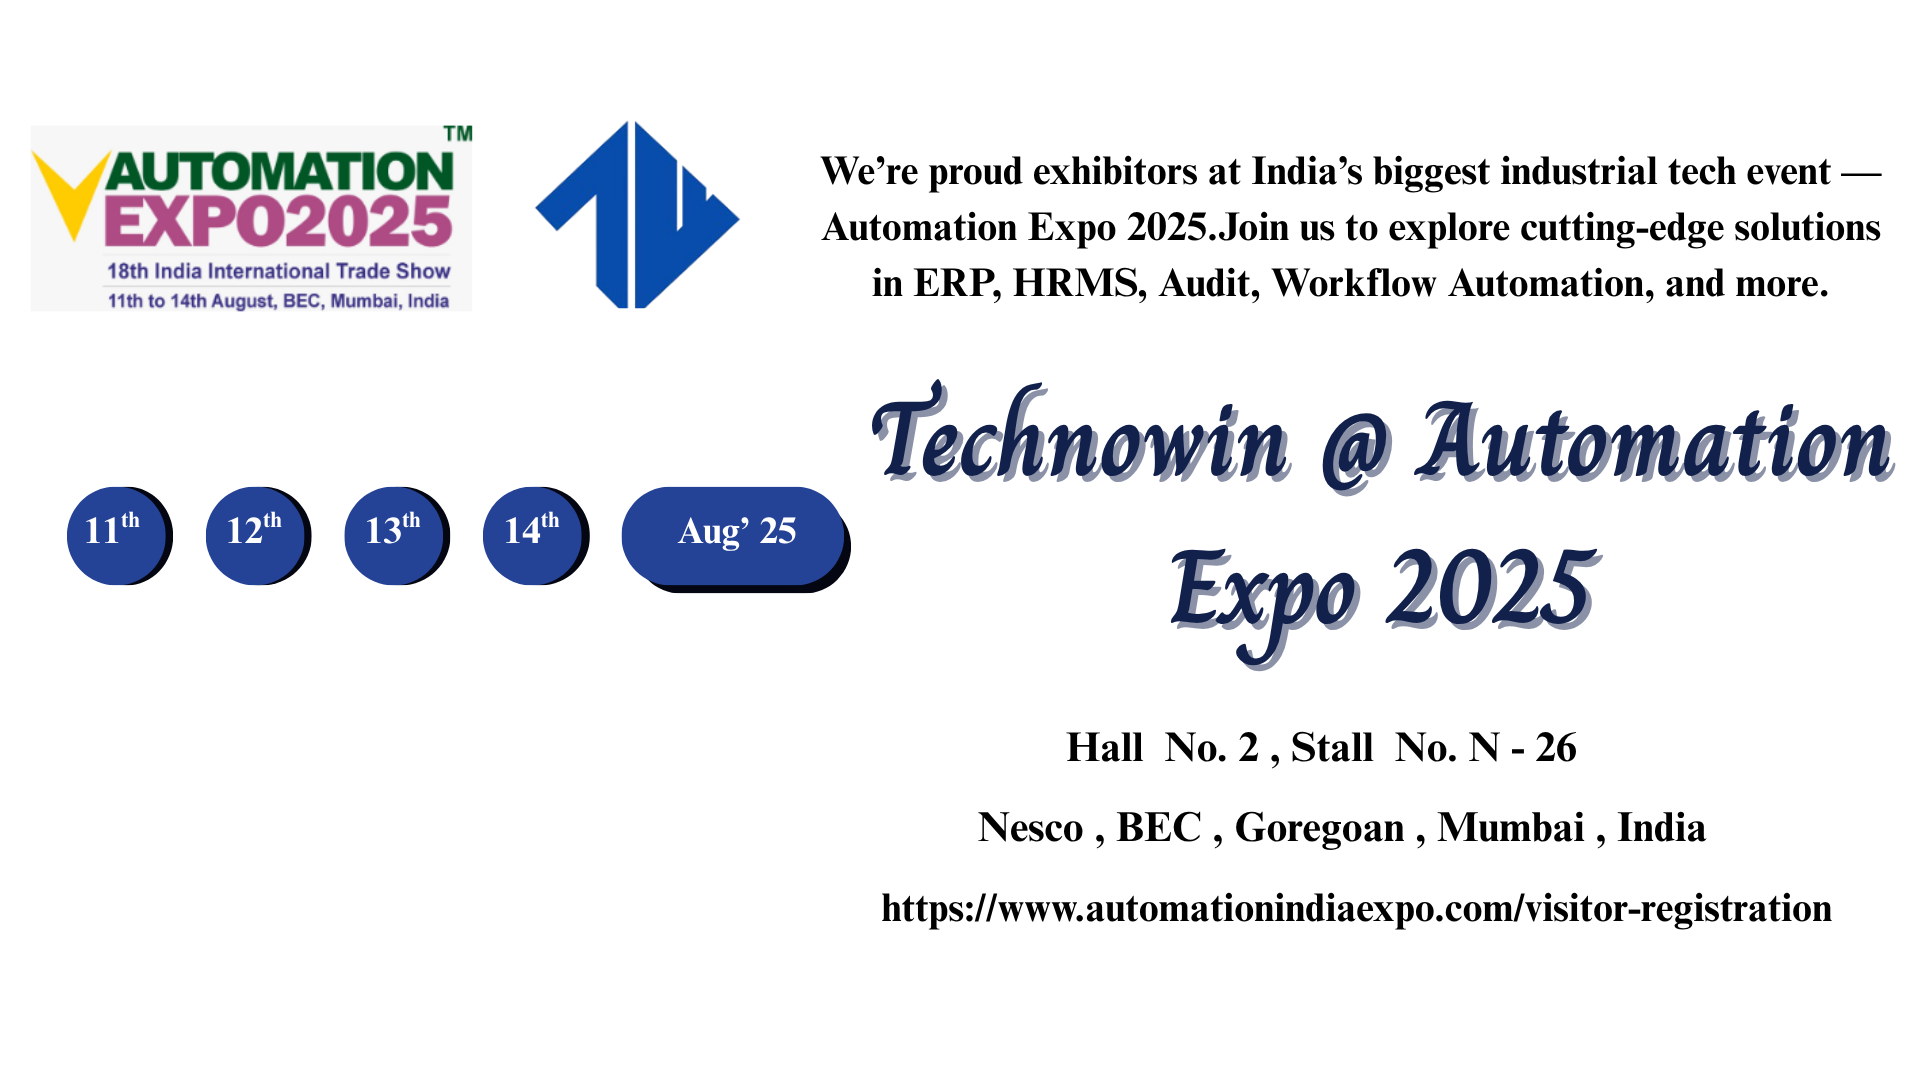 TM
AUTOMATION
EXPO2025
18th India International Trade Show
11th to 14th August, BEC, Mumbai, India
We’re proud exhibitors at India’s biggest industrial tech event —
Automation Expo 2025.Join us to explore cutting-edge solutions
in ERP, HRMS, Audit, Workflow Automation, and more.
Technowin @ Automation
Expo 2025
11th 12th 13th 14th Aug’ 25
Hall No. 2 , Stall No. N - 26
Nesco , BEC , Goregoan , Mumbai , India
https://www.automationindiaexpo.com/visitor-registration